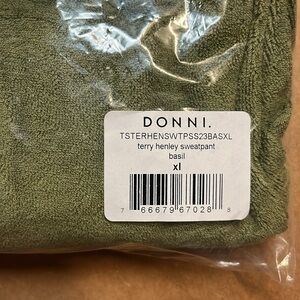 DONNI.
TSTERHENSWTPSS23BASXL
terry henley sweatpant
basil
xl
7 66679 67028 8